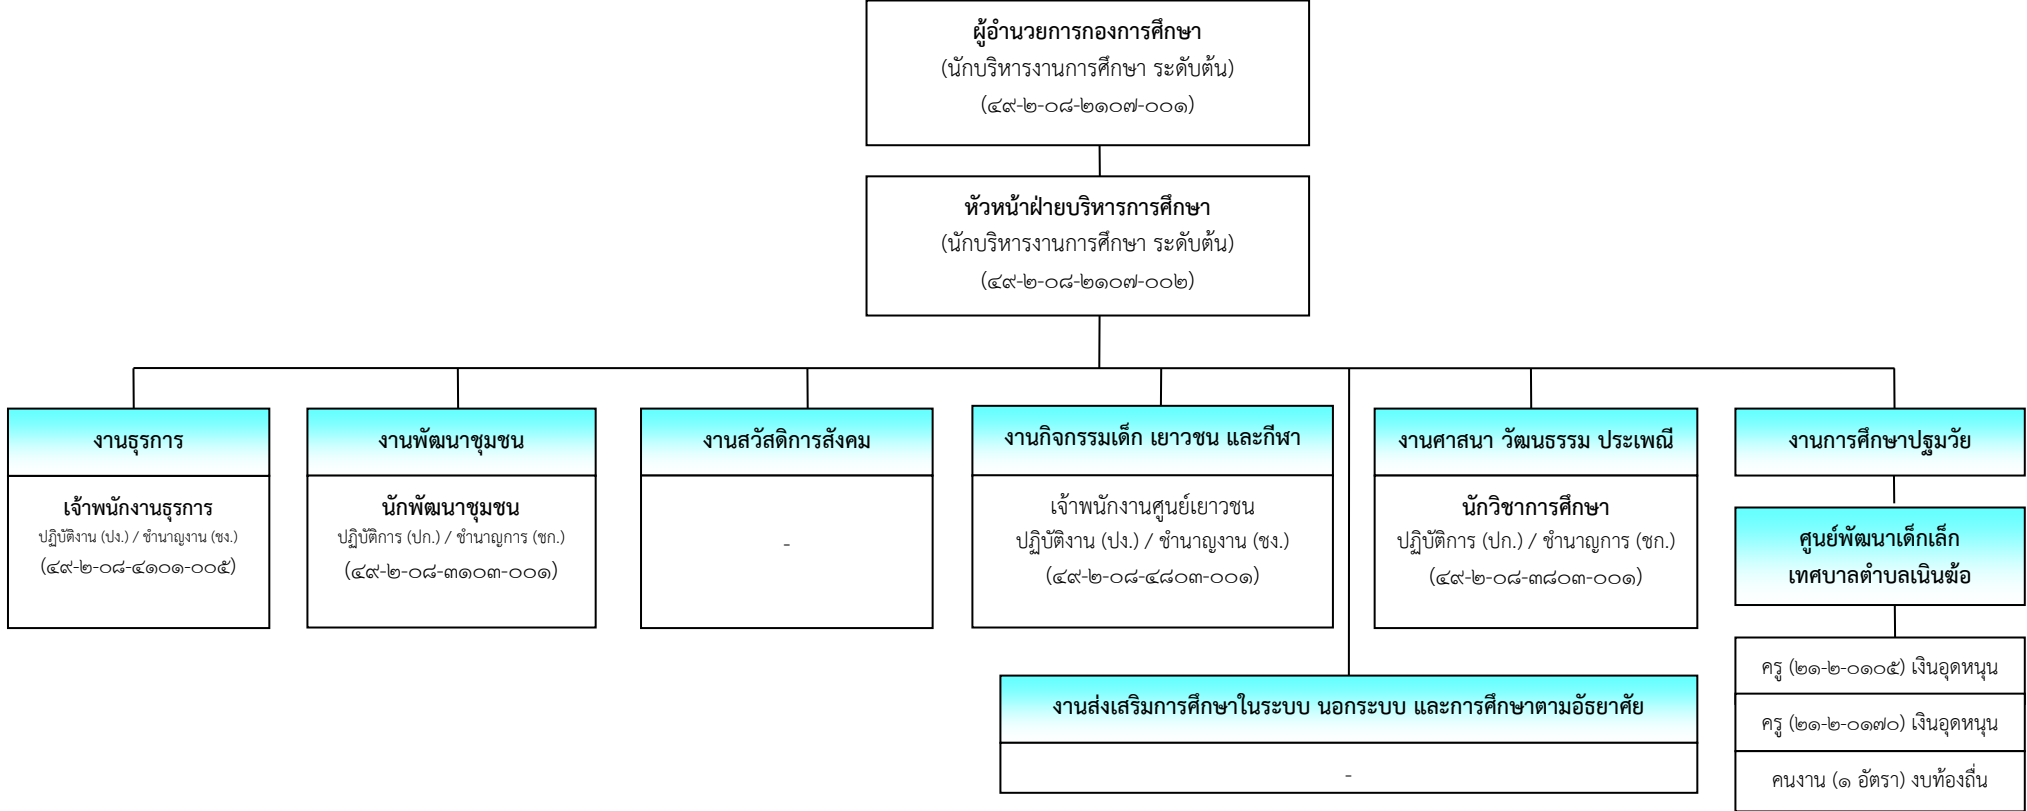 ผู้อำนวยการกองการศึกษา
(นักบริหารงานการศึกษา ระดับต้น)
(๔๙-๒-๐๘-๒๑๐๗-๐๐๑)
หัวหน้าฝ่ายบริหารการศึกษา
(นักบริหารงานการศึกษา ระดับต้น)
(๔๙-๒-๐๘-๒๑๐๗-๐๐๒)
งานธุรการ
เจ้าพนักงานธุรการ
ปฏิบัติงาน (ปง.) / ชำนาญงาน (ชง.)
(๔๙-๒-๐๘-๔๑๐๑-๐๐๕)
งานพัฒนาชุมชน
นักพัฒนาชุมชน
ปฏิบัติการ (ปก.) / ชำนาญการ (ชก.)
(๔๙-๒-๐๘-๓๑๐๓-๐๐๑)
งานสวัสดิการสังคม
-
งานกิจกรรมเด็ก เยาวชน และกีฬา
เจ้าพนักงานศูนย์เยาวชน
ปฏิบัติงาน (ปง.) / ชำนาญงาน (ชง.)
(๔๙-๒-๐๘-๔๘๐๓-๐๐๑)
งานศาสนา วัฒนธรรม ประเพณี
นักวิชาการศึกษา
ปฏิบัติการ (ปก.) / ชำนาญการ (ชก.)
(๔๙-๒-๐๘-๓๘๐๓-๐๐๑)
งานการศึกษาปฐมวัย
ศูนย์พัฒนาเด็กเล็ก
เทศบาลตำบลเนินฆ้อ
ครู (๒๑-๒-๐๑๐๕) เงินอุดหนุน
ครู (๒๑-๒-๐๑๗๐) เงินอุดหนุน
คนงาน (๑ อัตรา) งบท้องถื่น
งานส่งเสริมการศึกษาในระบบ นอกระบบ และการศึกษาตามอัธยาศัย
-